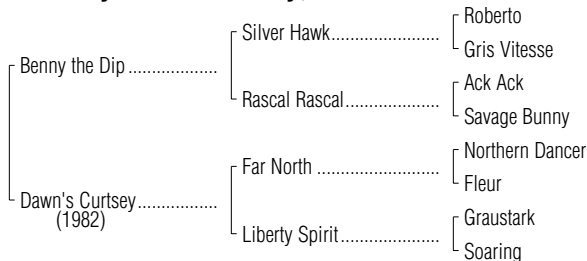 Silver Hawk.................... Roberto
Gris Vitesse
Benny the Dip ..................
Rascal Rascal................. Ack Ack
Savage Bunny
Far North ...................... Northern Dancer
Fleur
Dawn's Curtsey................
(1982)
Liberty Spirit.................. Graustark
Soaring